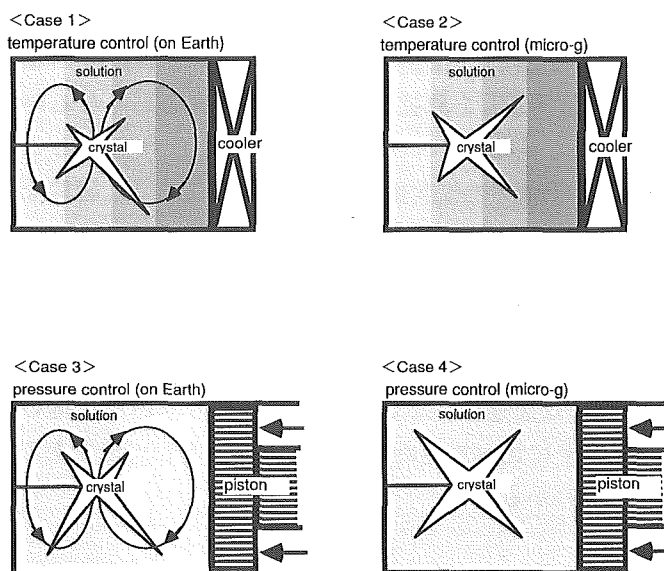 <Case 1>
temperature control (on Earth)
solution
crystal
cooler
<Case 2>
temperature control (micro-g)
solution
crystal
cooler
<Case 3>
pressure control (on Earth)
solution
crystal
piston
<Case 4>
pressure control (micro-g)
solution
crystal
piston